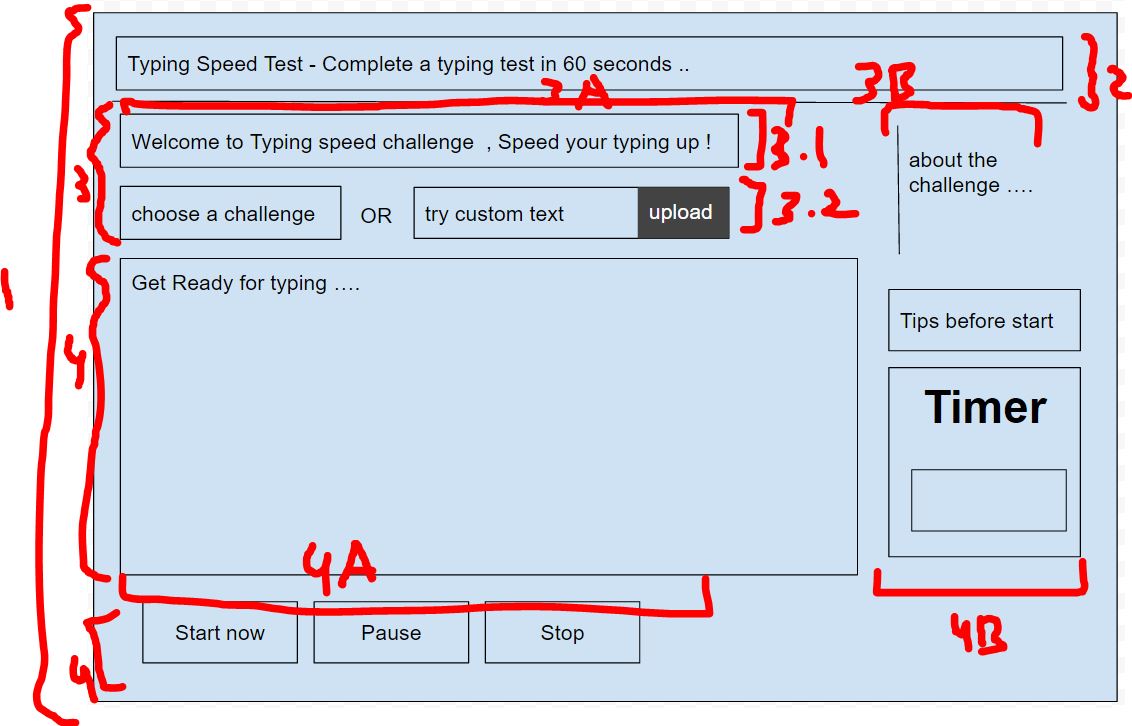 Typing Speed Test - Complete a typing test in 60 seconds ..
2
3A
3B
Welcome to Typing speed challenge , Speed your typing up !
3.1
about the
challenge ....
3
choose a challenge OR try custom text upload
3.2
1
Get Ready for typing ....
Tips before start
4
Timer
4A
4B
Start now Pause Stop
4